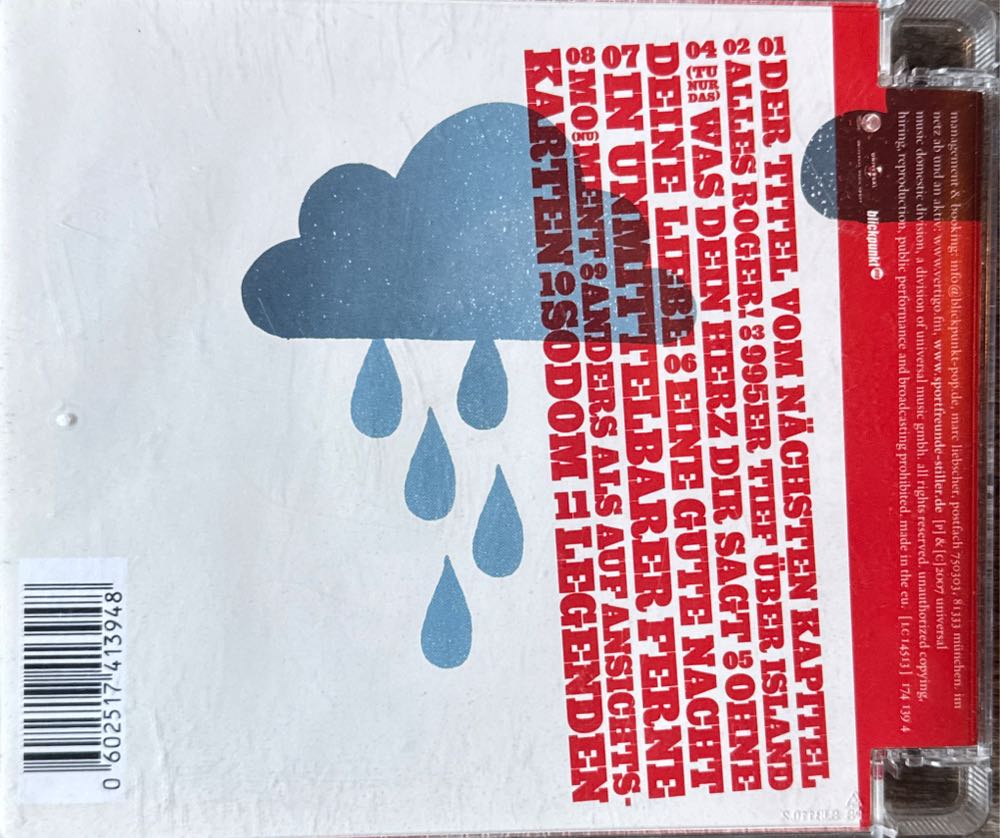 management & booking: info@blickpunkt-pop.de, marc liebscher, postfach 750303, 81333 münchen. im
netz ab und an aktiv: www.vertigo.fm, www.sportfreunde-stiller.de [p] & [c] 2007 universal
music domestic division, a division of universal music gmbh. all rights reserved. unauthorized copying,
hiring, reproduction, public performance and broadcasting prohibited. made in the eu. [LC 14513] 174 139 4
UNIVERSAL
blickpunkt
01 DER TITEL VOM NÄCHSTEN KAPITEL
02 ALLES ROGER! 03 995ER TIEF ÜBER ISLAND
04 (TU NUR DAS) WAS DEIN HERZ DIR SAGT 05 OHNE
DEINE LIEBE 06 EINE GUTE NACHT
07 IN UNMITTELBARER FERNE
08 MO(NU)MENT 09 ANDERS ALS AUF ANSICHTS-
KARTEN 10 SODOM = LEGENDEN
0 602517 413948